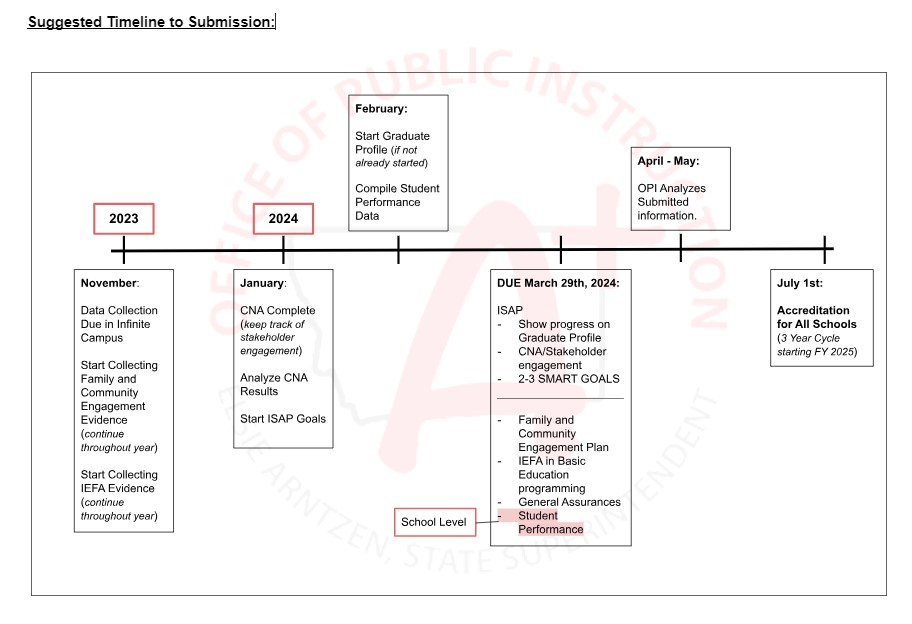 Suggested Timeline to Submission:
OFFICE OF PUBLIC INSTRUCTION
February:
Start Graduate
Profile (if not
already started)
Compile Student
Performance
Data
April - May:
OPI Analyzes
Submitted
information.
2023
2024
November:
Data Collection
Due in Infinite
Campus
Start Collecting
Family and
Community
Engagement
Evidence
(continue
throughout year)
Start Collecting
IEFA Evidence
(continue
throughout year)
January:
CNA Complete
(keep track of
stakeholder
engagement)
Analyze CNA
Results
Start ISAP Goals
DUE March 29th, 2024:
ISAP
- Show progress on
Graduate Profile
- CNA/Stakeholder
engagement
- 2-3 SMART GOALS
- Family and
Community
Engagement Plan
- IEFA in Basic
Education
programming
- General Assurances
- Student
Performance
School Level
July 1st:
Accreditation
for All Schools
(3 Year Cycle
starting FY 2025)
A+
ELSIE ARNTZEN, STATE SUPERINTENDENT